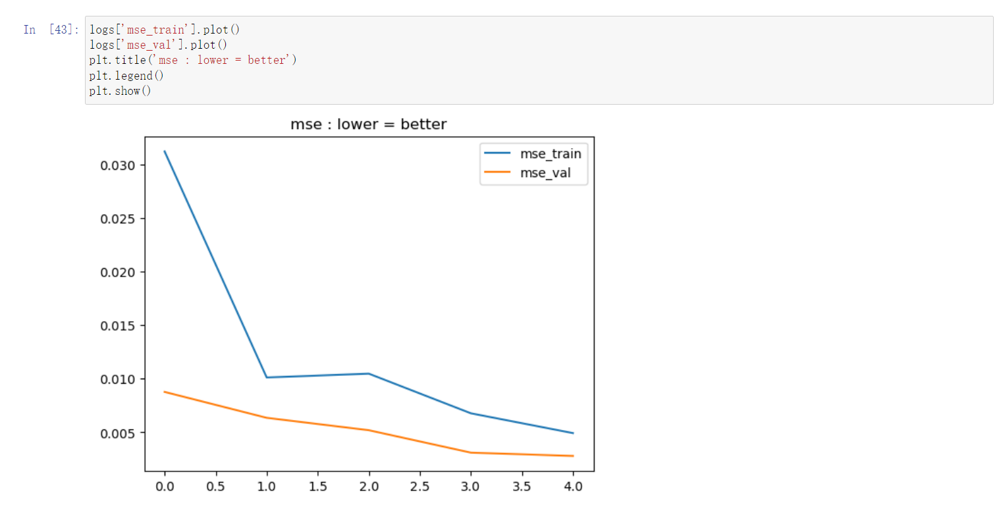 In [43]: logs['mse_train'].plot()
logs['mse_val'].plot()
plt.title('mse : lower = better')
plt.legend()
plt.show()
mse : lower = better
mse_train
mse_val
0.030
0.025
0.020
0.015
0.010
0.005
0.0 0.5 1.0 1.5 2.0 2.5 3.0 3.5 4.0